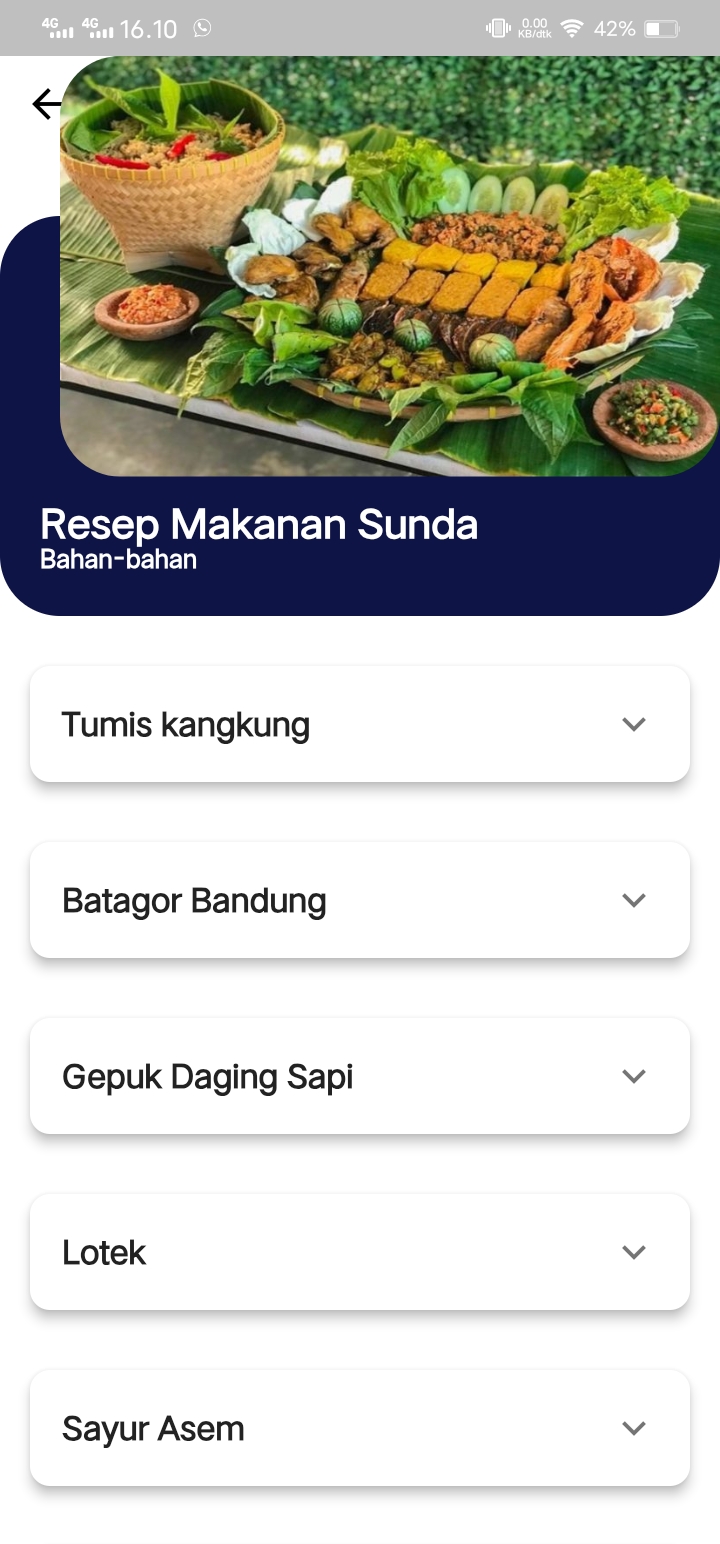 4G 4G 16.10 0.00 KB/dtk 42%
Resep Makanan Sunda
Bahan-bahan
Tumis kangkung
Batagor Bandung
Gepuk Daging Sapi
Lotek
Sayur Asem